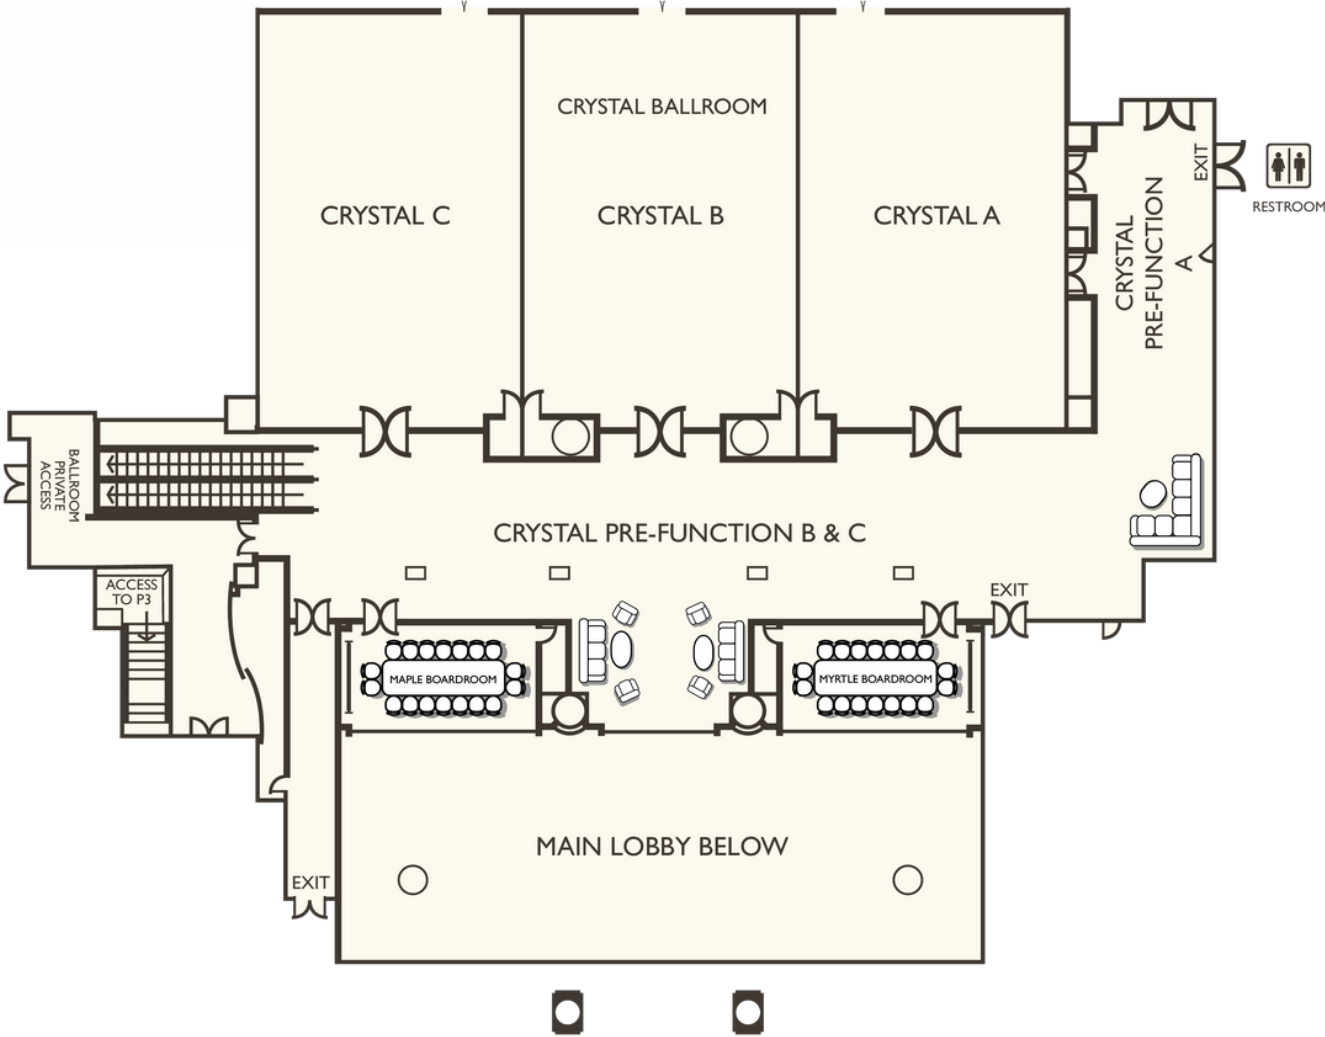 CRYSTAL BALLROOM
CRYSTAL C
CRYSTAL B
CRYSTAL A
CRYSTAL
PRE-FUNCTION
A
EXIT
RESTROOM
BALLROOM
PRIVATE
ACCESS
CRYSTAL PRE-FUNCTION B & C
ACCESS
TO P3
EXIT
MAPLE BOARDROOM
MYRTLE BOARDROOM
MAIN LOBBY BELOW
EXIT